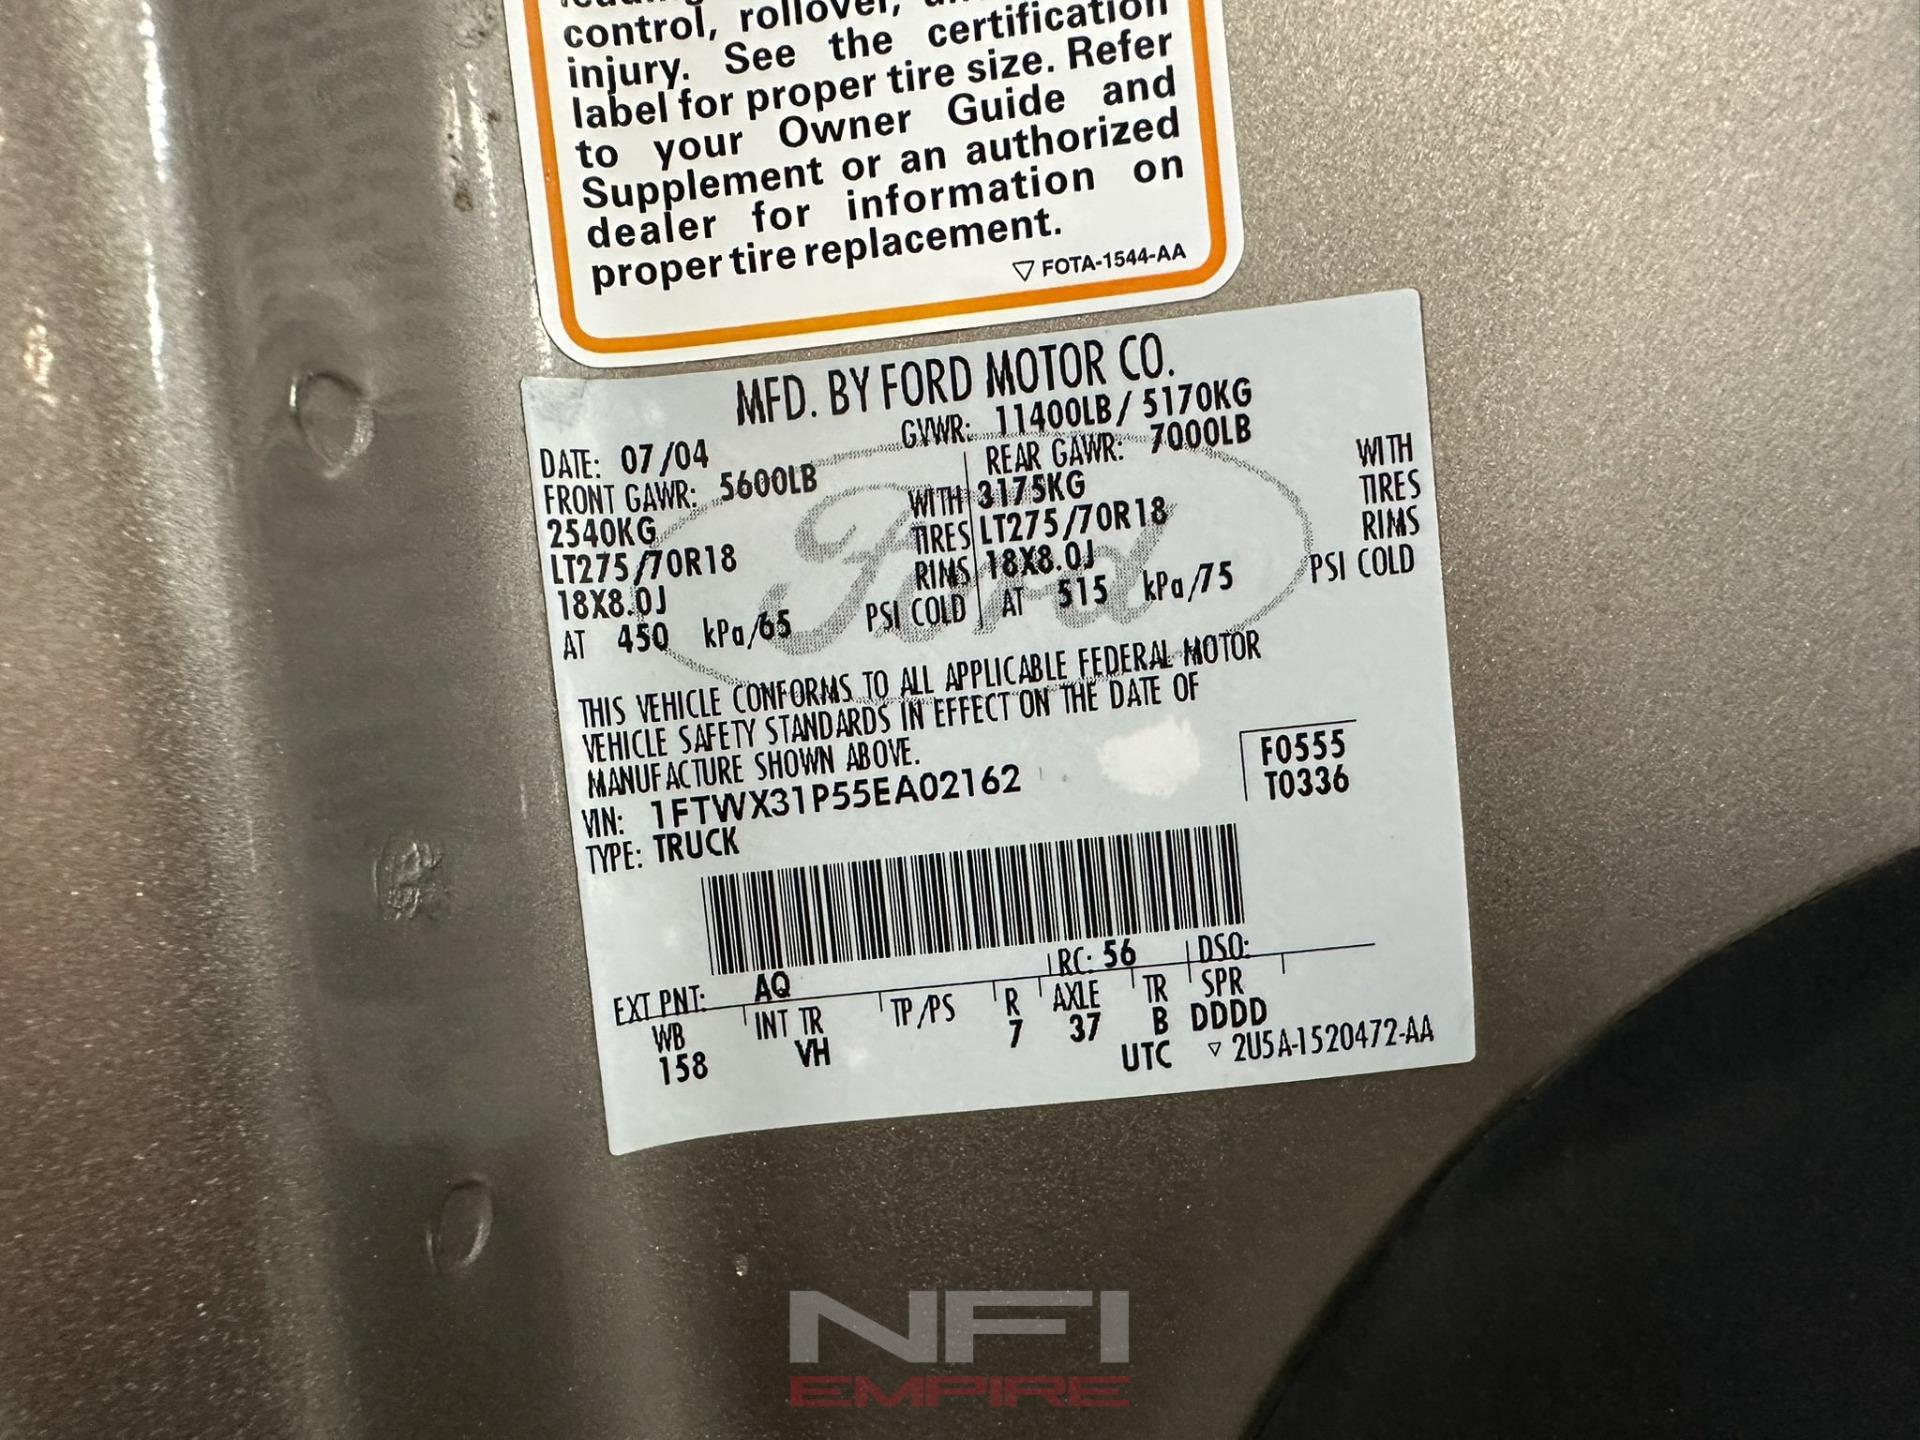 control, rollover,
injury. See the certification
label for proper tire size. Refer
to your Owner Guide and
Supplement or an authorized
dealer for information on
proper tire replacement.
▽ FOTA-1544-AA
MFD. BY FORD MOTOR CO.
DATE: 07/04 GVWR: 11400LB/ 5170KG
FRONT GAWR: 5600LB REAR GAWR: 7000LB
2540KG WITH 3175KG WITH
LT275/70R18 TIRES LT275/70R18 TIRES
18X8.0J RIMS 18X8.0J RIMS
AT 450 kPa/65 PSI COLD AT 515 kPa/75 PSI COLD
Ford
THIS VEHICLE CONFORMS TO ALL APPLICABLE FEDERAL MOTOR
VEHICLE SAFETY STANDARDS IN EFFECT ON THE DATE OF
MANUFACTURE SHOWN ABOVE.
VIN: 1FTWX31P55EA02162
TYPE: TRUCK
F0555
T0336
EXT PNT: AQ RC: 56 DSO:
WB INT TR TP/PS R AXLE TR SPR
158 VH 7 37 B DDDD
UTC ▽ 2U5A-1520472-AA
NFI
EMPIRE